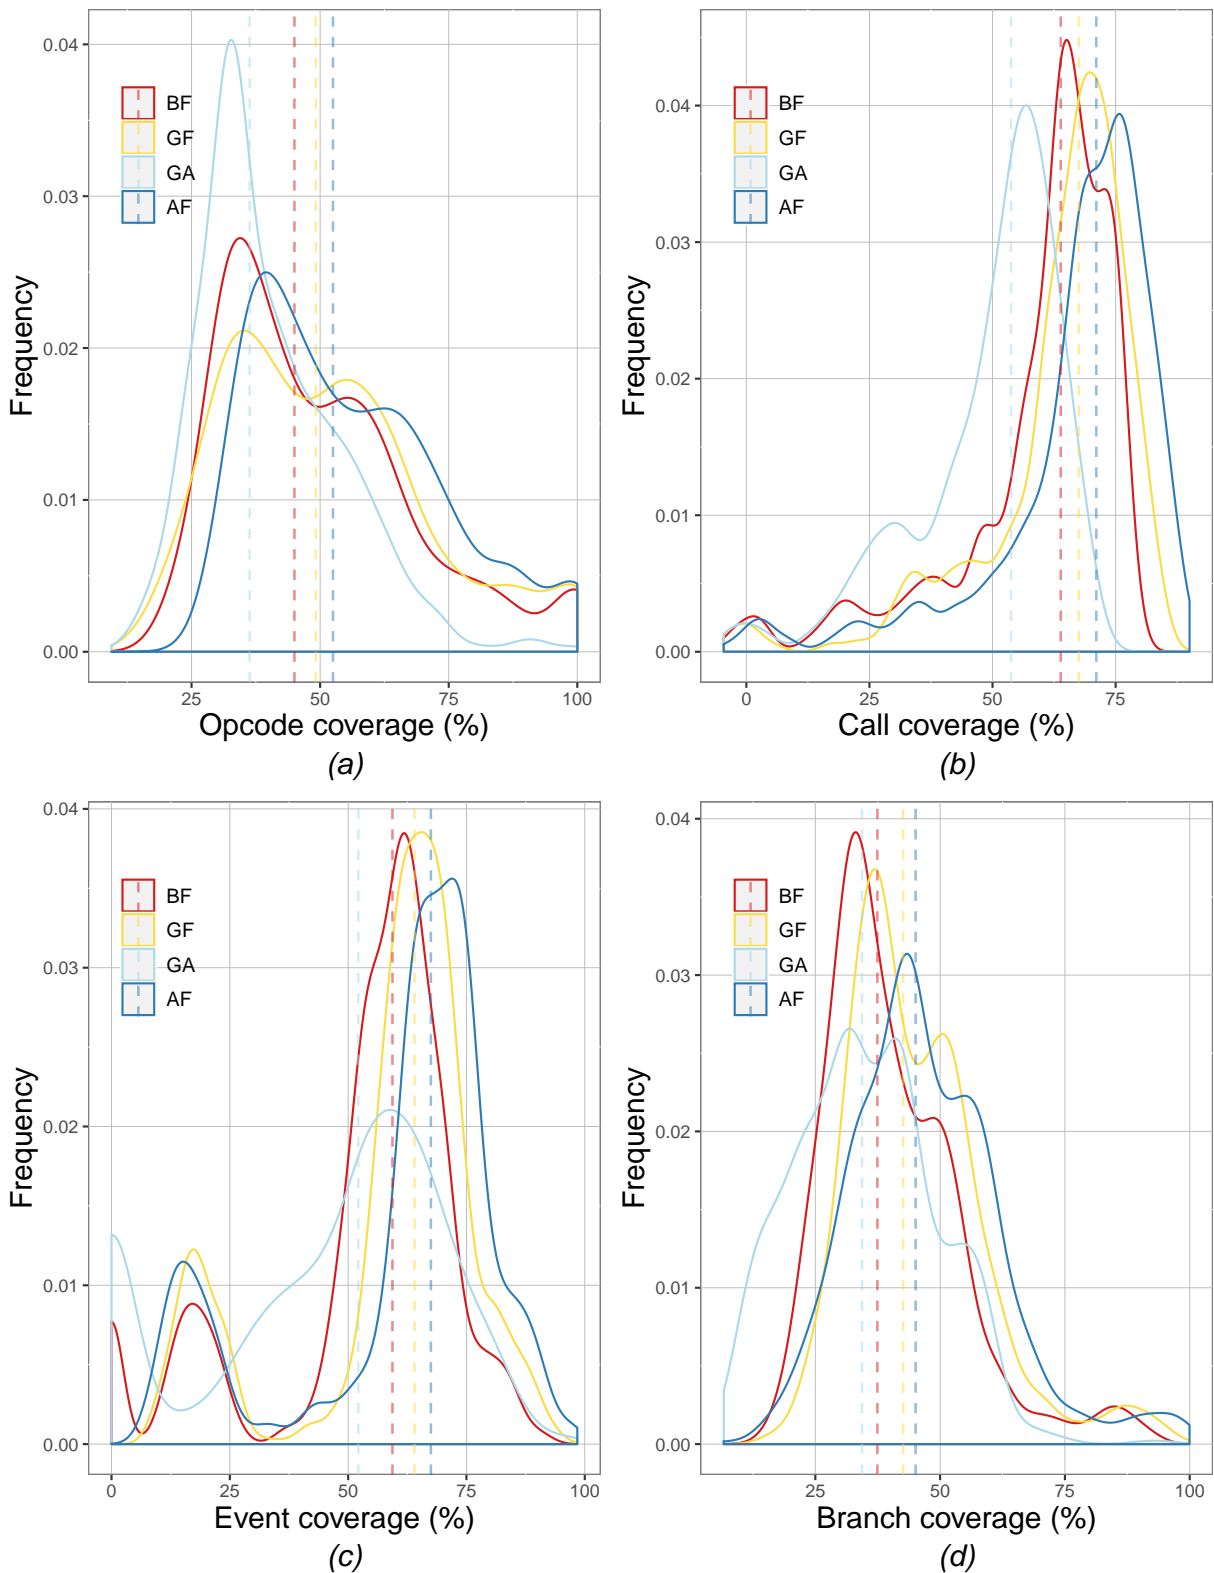 0.04
0.03
0.02
0.01
0.00
Frequency
BF
GF
GA
AF
25
50
75
100
Opcode coverage (%)
(a)
0.04
0.03
0.02
0.01
0.00
Frequency
BF
GF
GA
AF
0
25
50
75
Call coverage (%)
(b)
0.04
0.03
0.02
0.01
0.00
Frequency
BF
GF
GA
AF
0
25
50
75
100
Event coverage (%)
(c)
0.04
0.03
0.02
0.01
0.00
Frequency
BF
GF
GA
AF
25
50
75
100
Branch coverage (%)
(d)